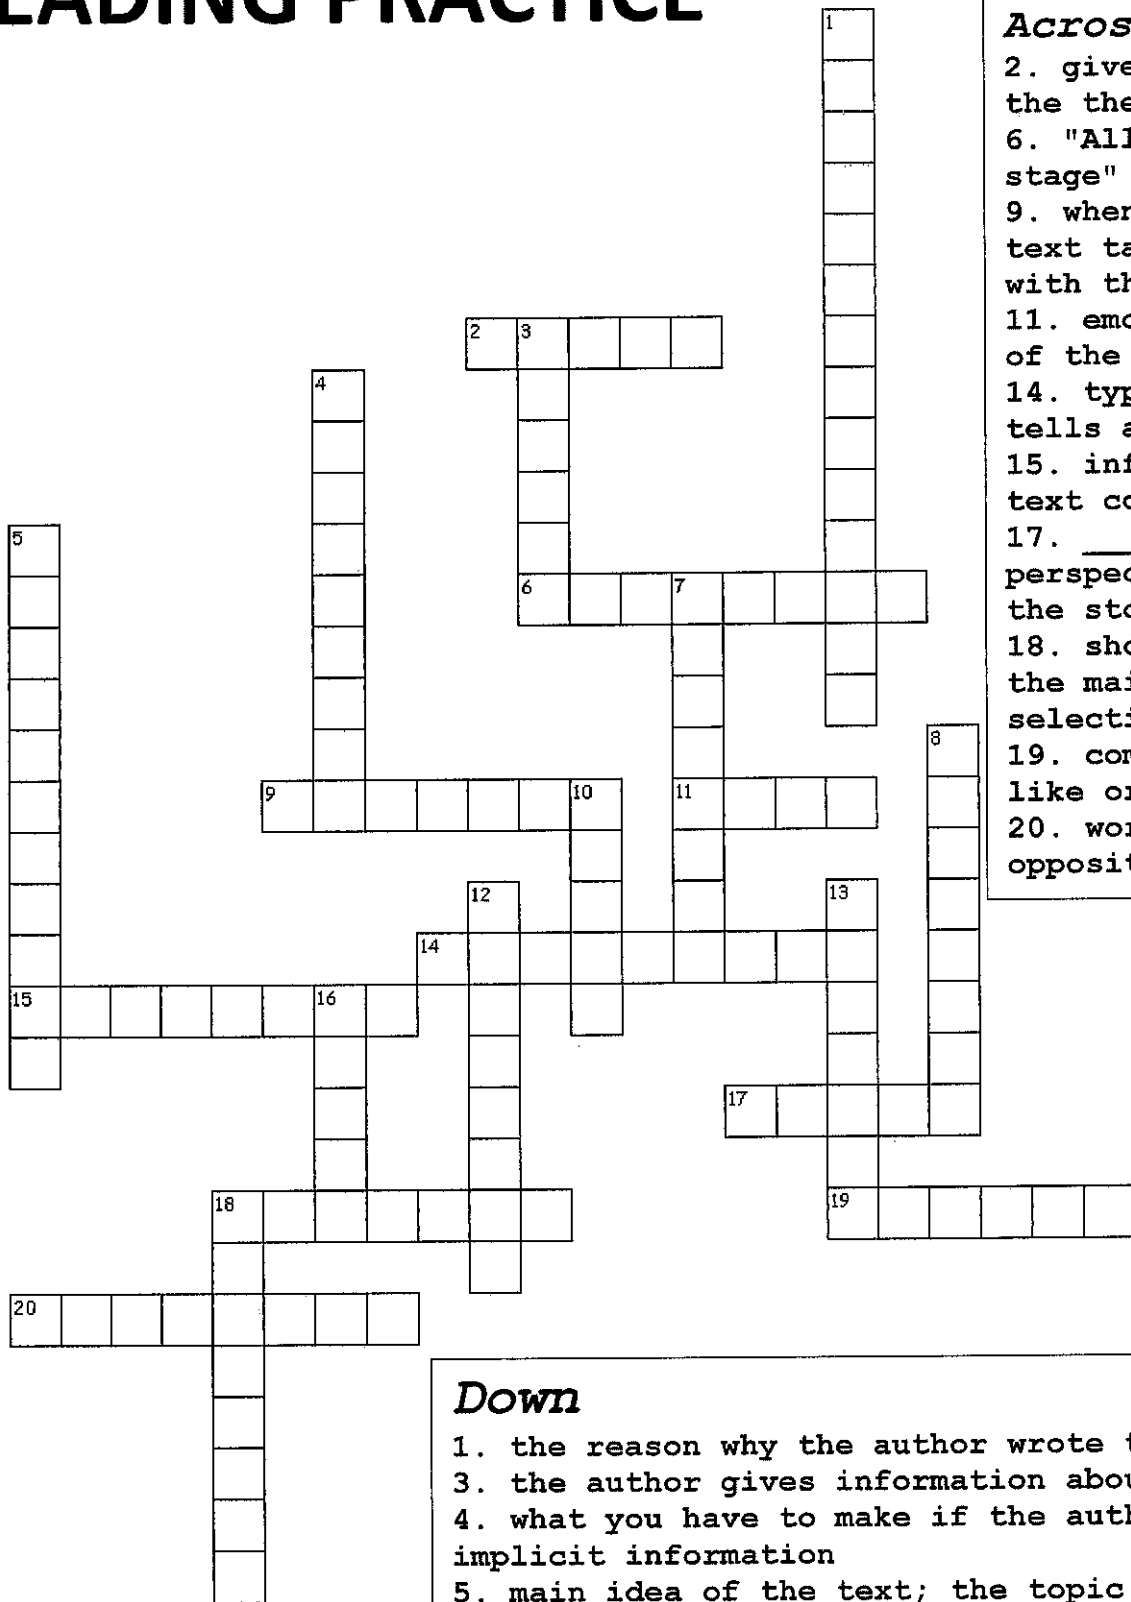 EADING PRACTICE
Acros
2. give
the the
6. "All
stage"
9. wher
text ta
with th
11. emo
of the
14. typ
tells a
15. inf
text co
17. ____
perspec
the sto
18. sho
the mai
selecti
19. com
like or
20. wor
opposit
1
2
3
4
5
6
7
8
9
10
11
12
13
14
15
16
17
18
19
20
Down
1. the reason why the author wrote t
3. the author gives information abou
4. what you have to make if the auth
implicit information
5. main idea of the text; the topic